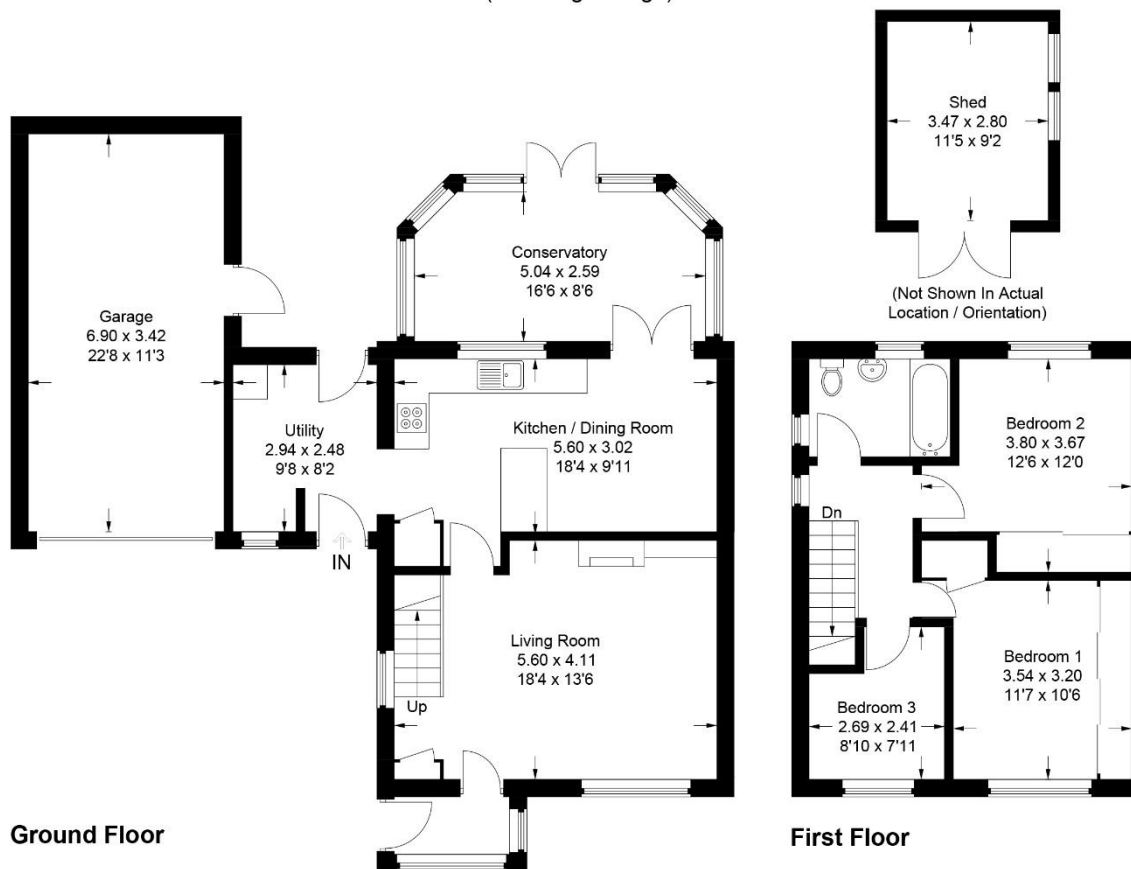 Shed
3.47 x 2.80
11'5 x 9'2
(Not Shown In Actual
Location / Orientation)
Conservatory
5.04 x 2.59
16'6 x 8'6
Garage
6.90 x 3.42
22'8 x 11'3
Utility
2.94 x 2.48
9'8 x 8'2
Kitchen / Dining Room
5.60 x 3.02
18'4 x 9'11
IN
Living Room
5.60 x 4.11
18'4 x 13'6
Up
Ground Floor
Bedroom 2
3.80 x 3.67
12'6 x 12'0
Dn
Bedroom 1
3.54 x 3.20
11'7 x 10'6
Bedroom 3
2.69 x 2.41
8'10 x 7'11
First Floor